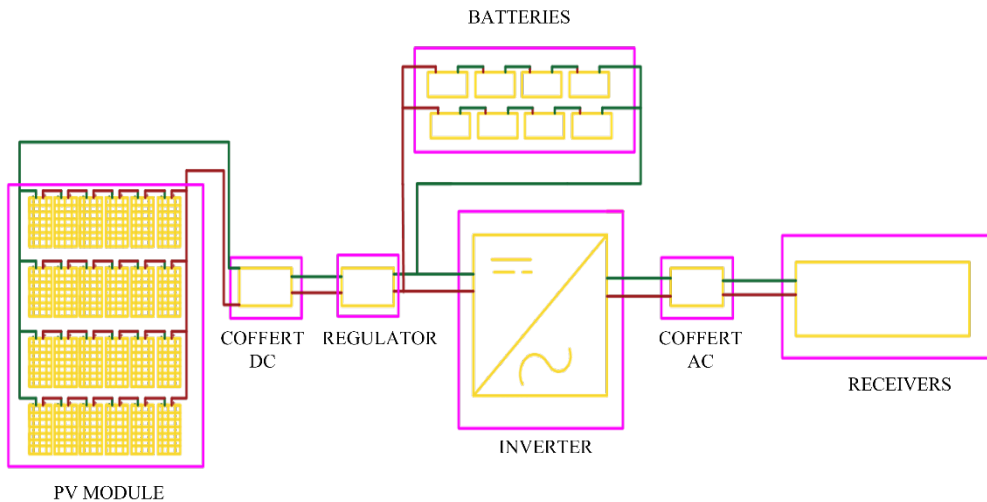 BATTERIES
COFFERT
DC
REGULATOR
COFFERT
AC
RECEIVERS
INVERTER
PV MODULE